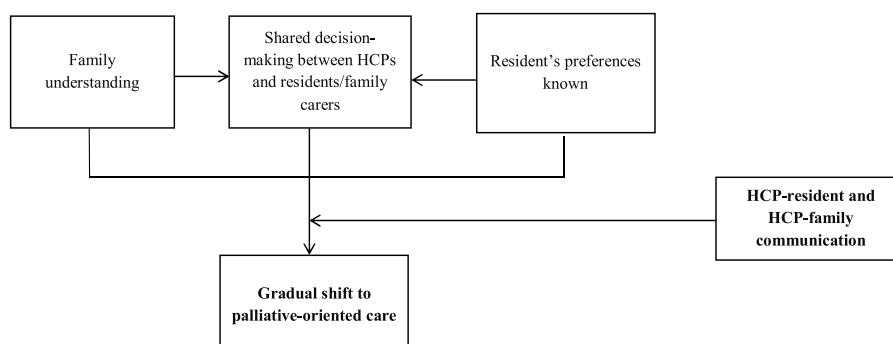 Family
understanding
Shared decision-
making between HCPs
and residents/family
carers
Resident’s preferences
known
HCP-resident and
HCP-family
communication
Gradual shift to
palliative-oriented care